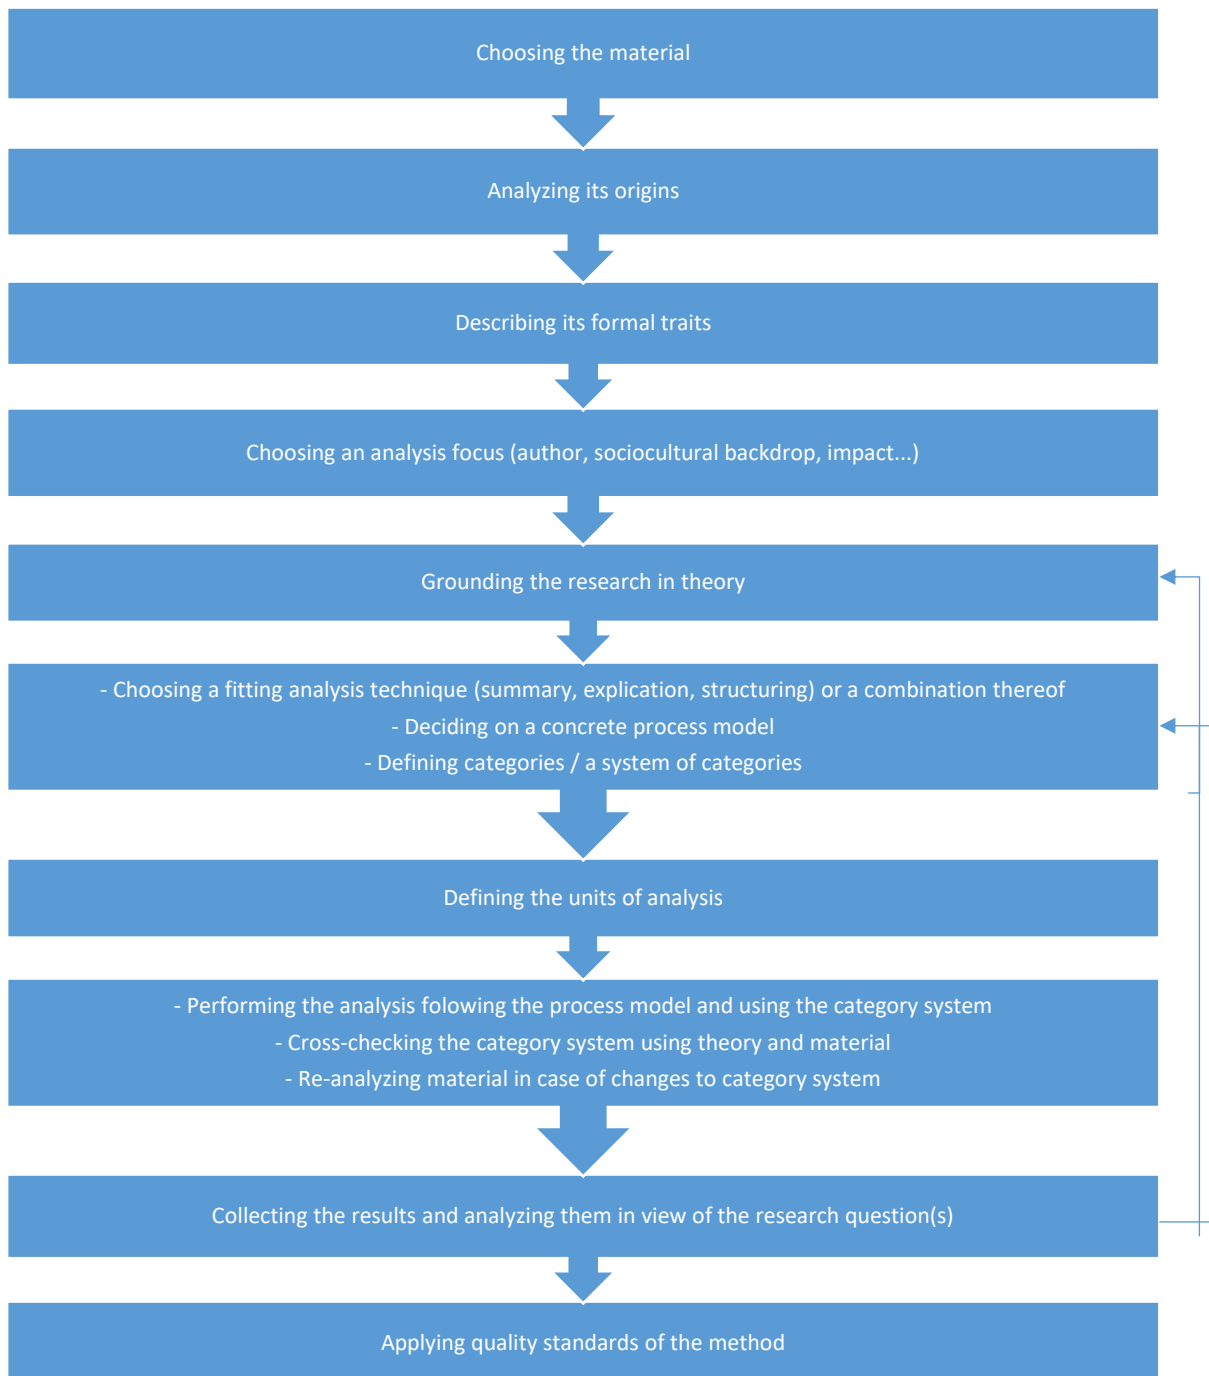 Choosing the material
Analyzing its origins
Describing its formal traits
Choosing an analysis focus (author, sociocultural backdrop, impact...)
Grounding the research in theory
- Choosing a fitting analysis technique (summary, explication, structuring) or a combination thereof
- Deciding on a concrete process model
- Defining categories / a system of categories
Defining the units of analysis
- Performing the analysis folowing the process model and using the category system
- Cross-checking the category system using theory and material
- Re-analyzing material in case of changes to category system
Collecting the results and analyzing them in view of the research question(s)
Applying quality standards of the method